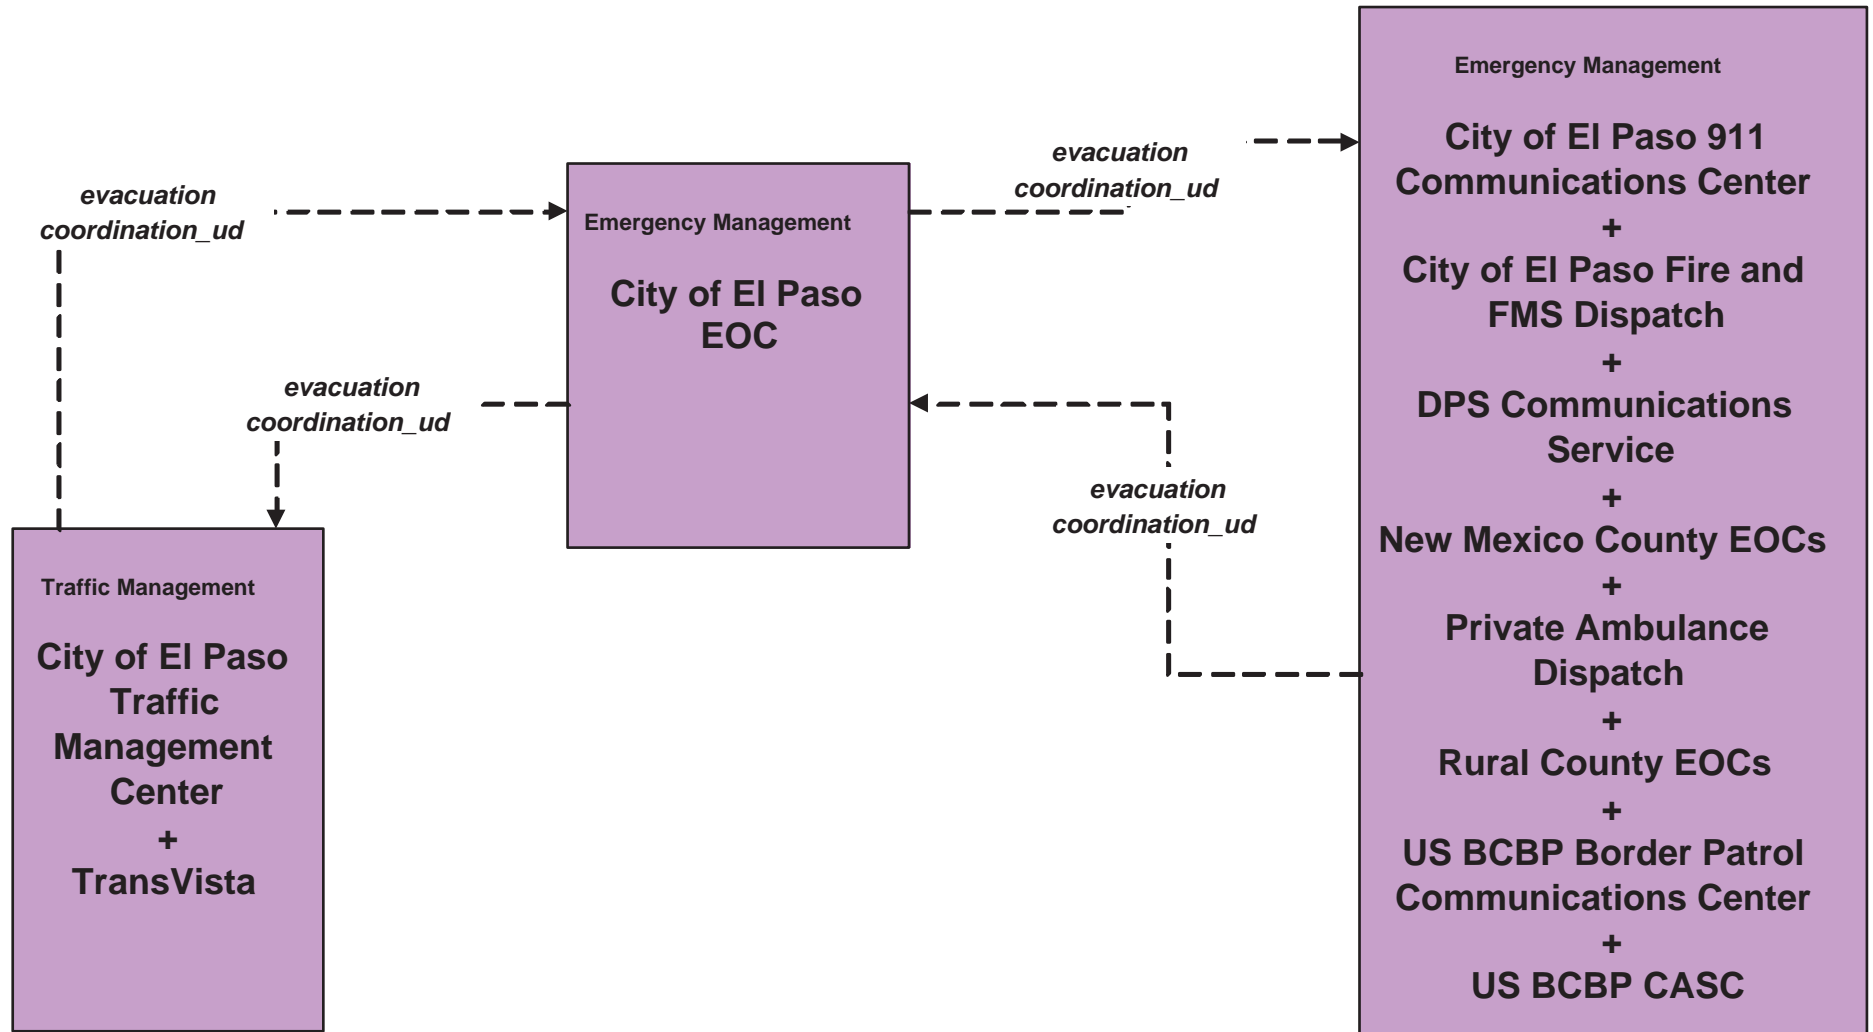 evacuation
coordination_ud
evacuation
coordination_ud
Traffic Management
City of El Paso
Traffic
Management
Center
+
TransVista
Emergency Management
City of El Paso
EOC
evacuation
coordination_ud
evacuation
coordination_ud
Emergency Management
City of El Paso 911
Communications Center
+
City of El Paso Fire and
FMS Dispatch
+
DPS Communications
Service
+
New Mexico County EOCs
+
Private Ambulance
Dispatch
+
Rural County EOCs
+
US BCBP Border Patrol
Communications Center
+
US BCBP CASC